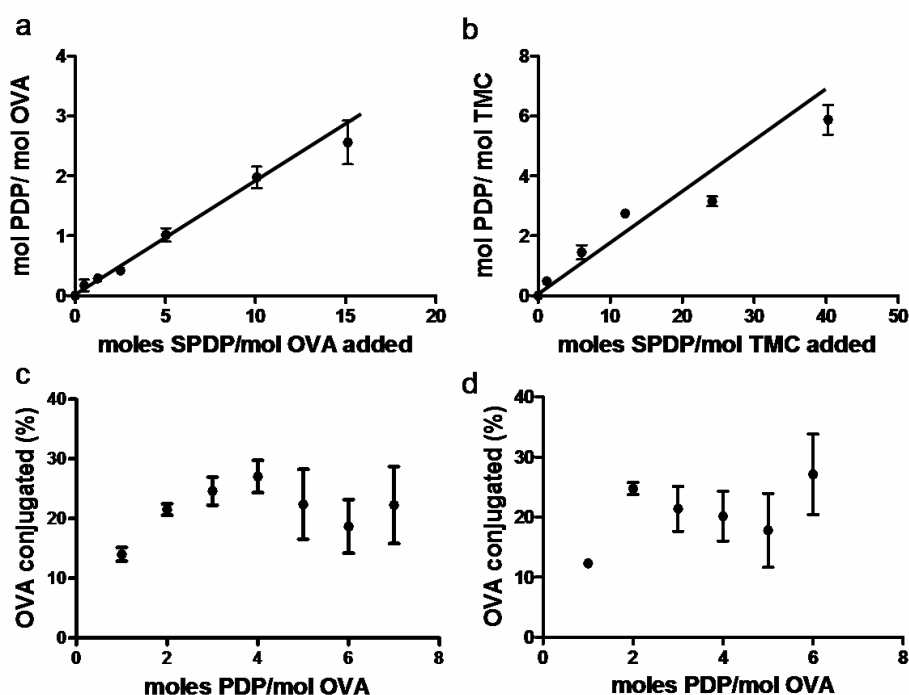 a
mol PDP/ mol OVA
4
3
2
1
0
0 5 10 15 20
moles SPDP/mol OVA added
b
mol PDP/ mol TMC
8
6
4
2
0
0 10 20 30 40 50
moles SPDP/mol TMC added
c
OVA conjugated (%)
40
30
20
10
0
0 2 4 6 8
moles PDP/mol OVA
d
OVA conjugated (%)
40
30
20
10
0
0 2 4 6 8
moles PDP/mol OVA